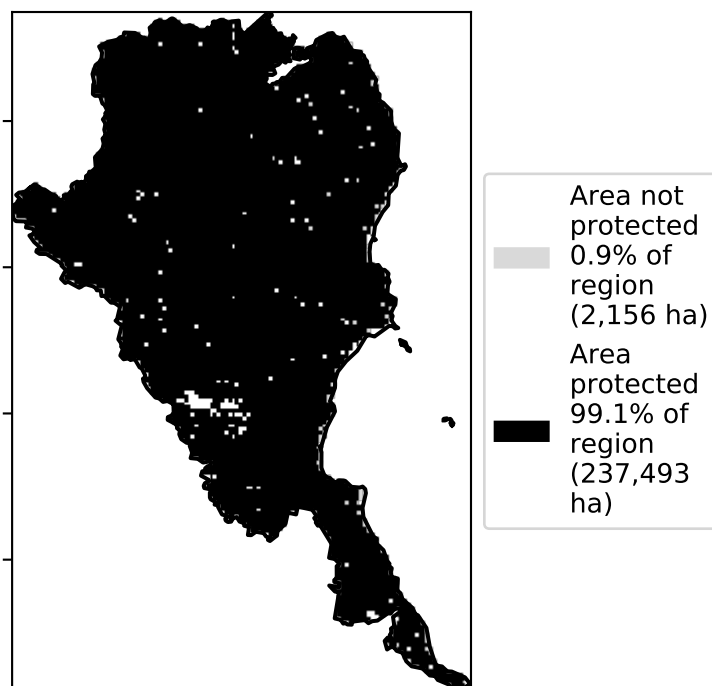 Area not
protected
0.9% of
region
(2,156 ha)
Area
protected
99.1% of
region
(237,493
ha)